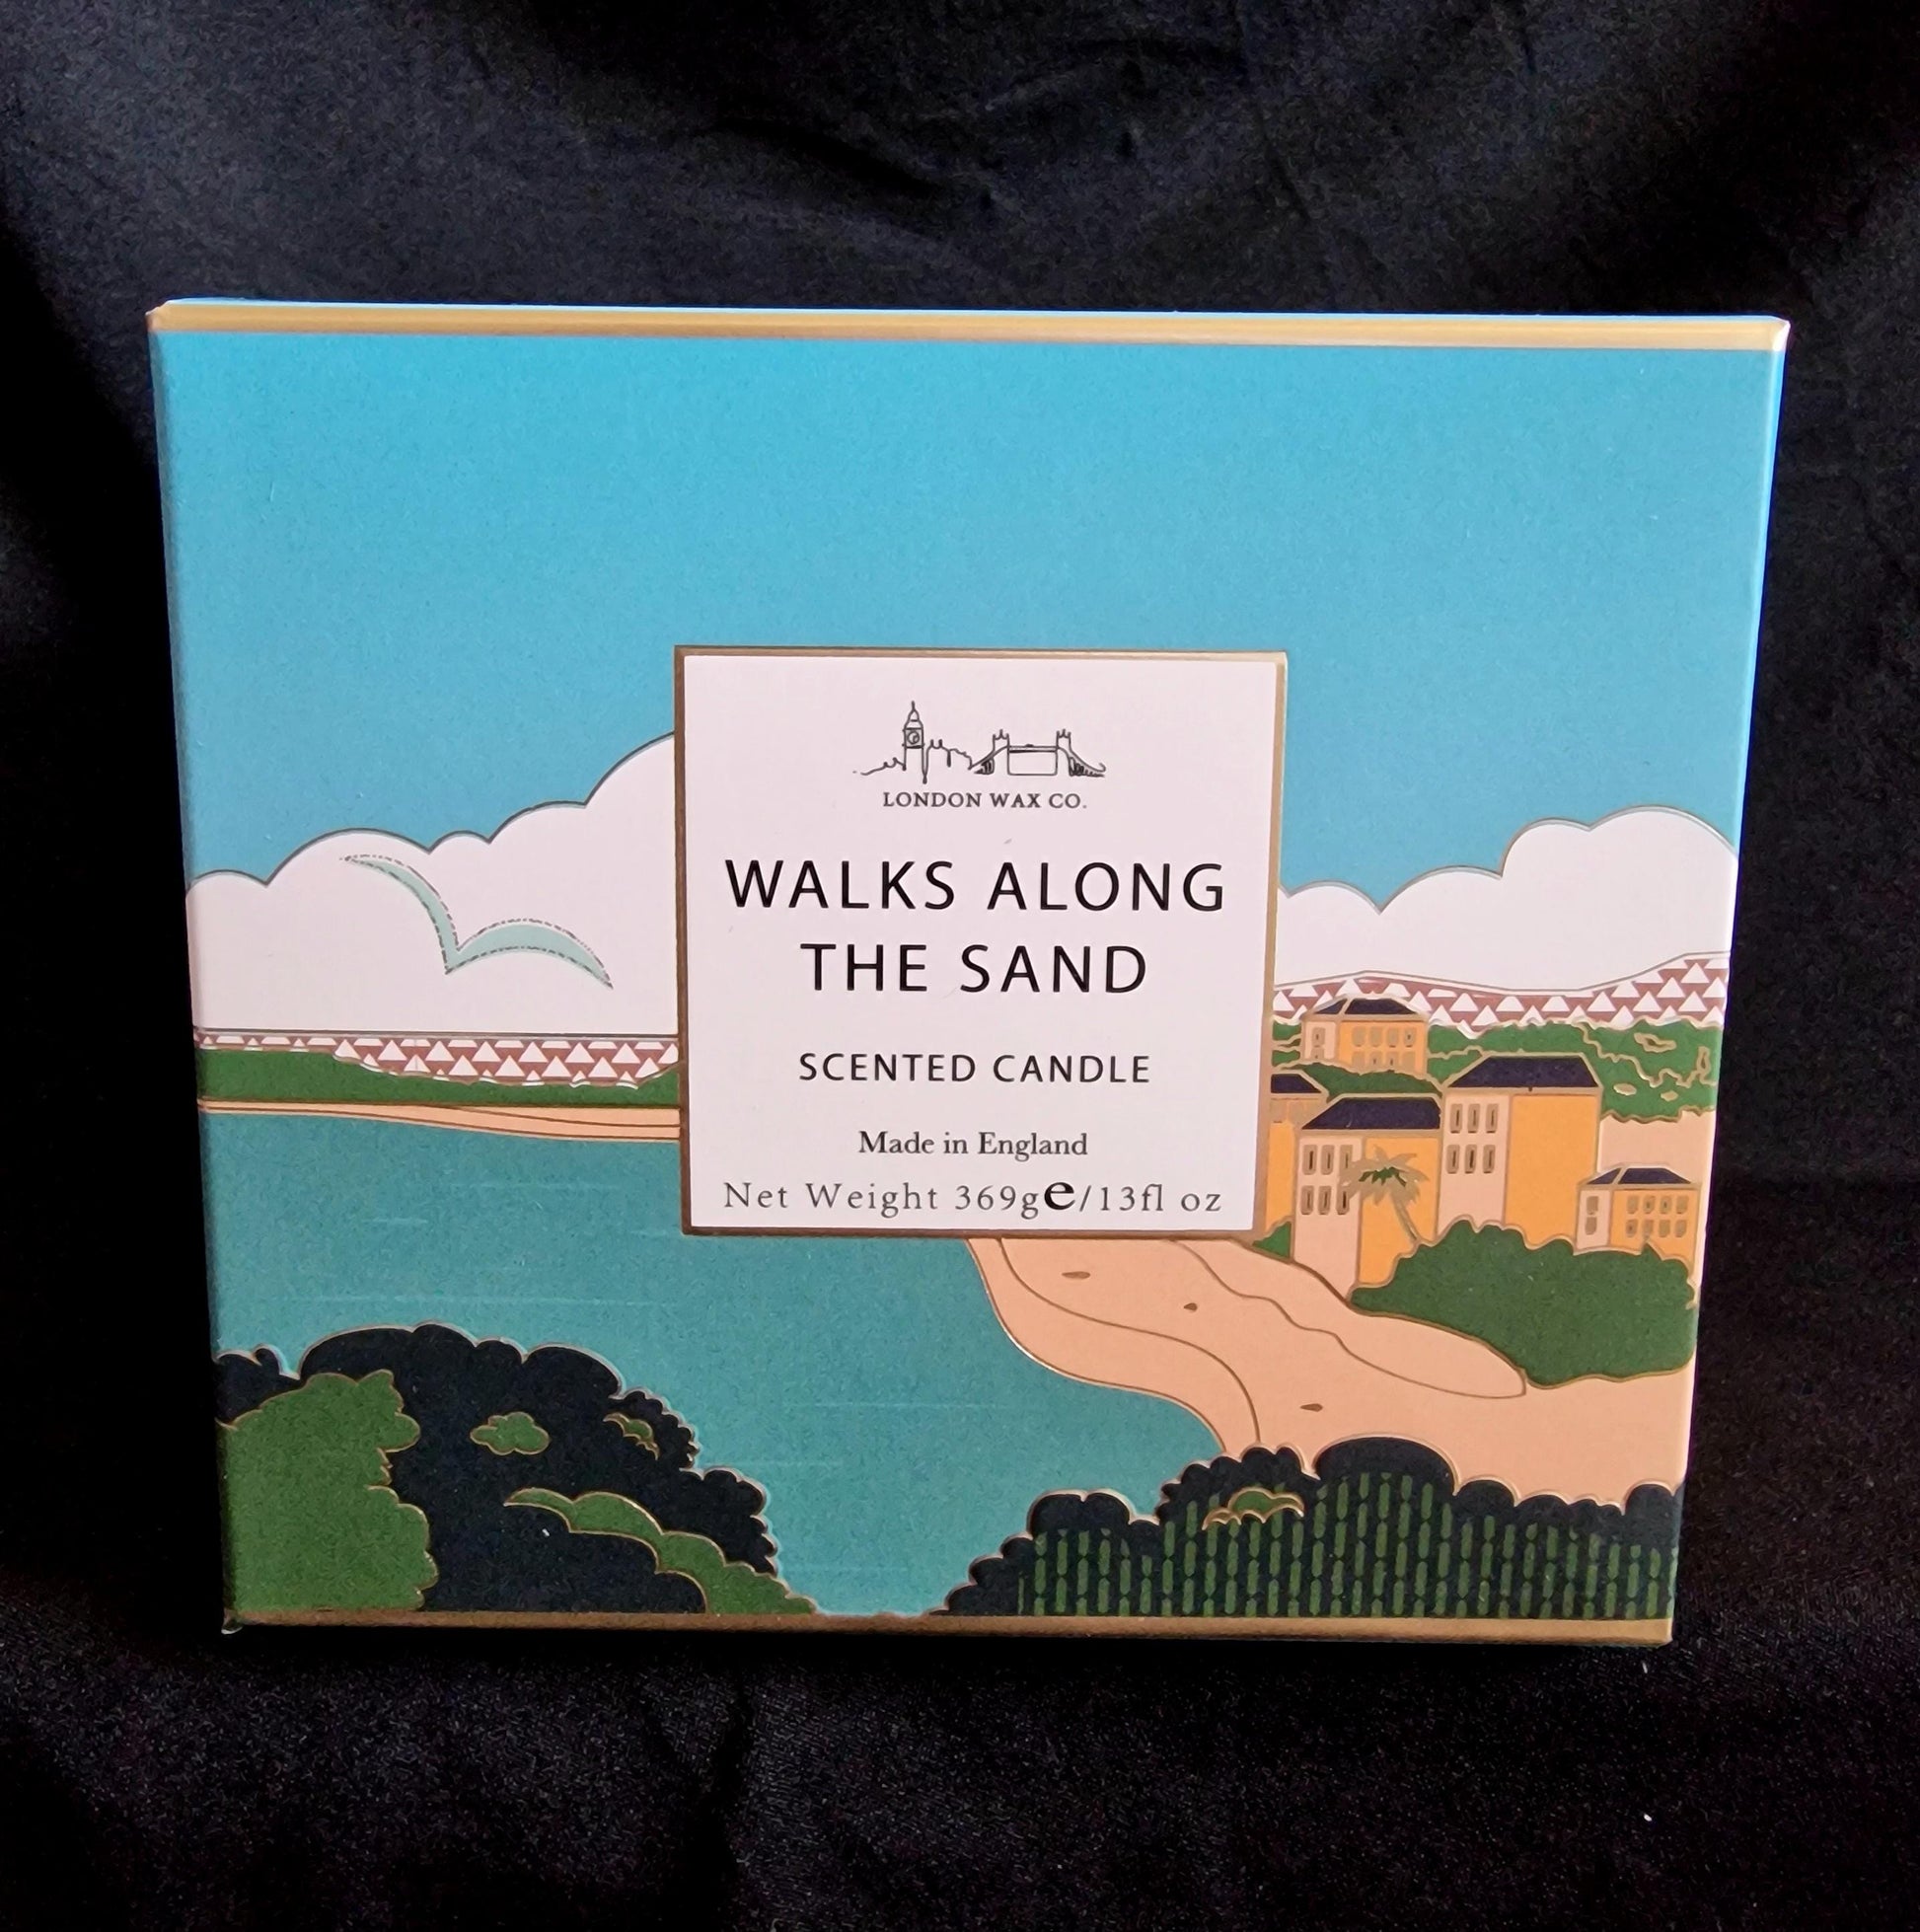 LONDON WAX CO.
WALKS ALONG
THE SAND
SCENTED CANDLE
Made in England
Net Weight 369g℮/13fl oz